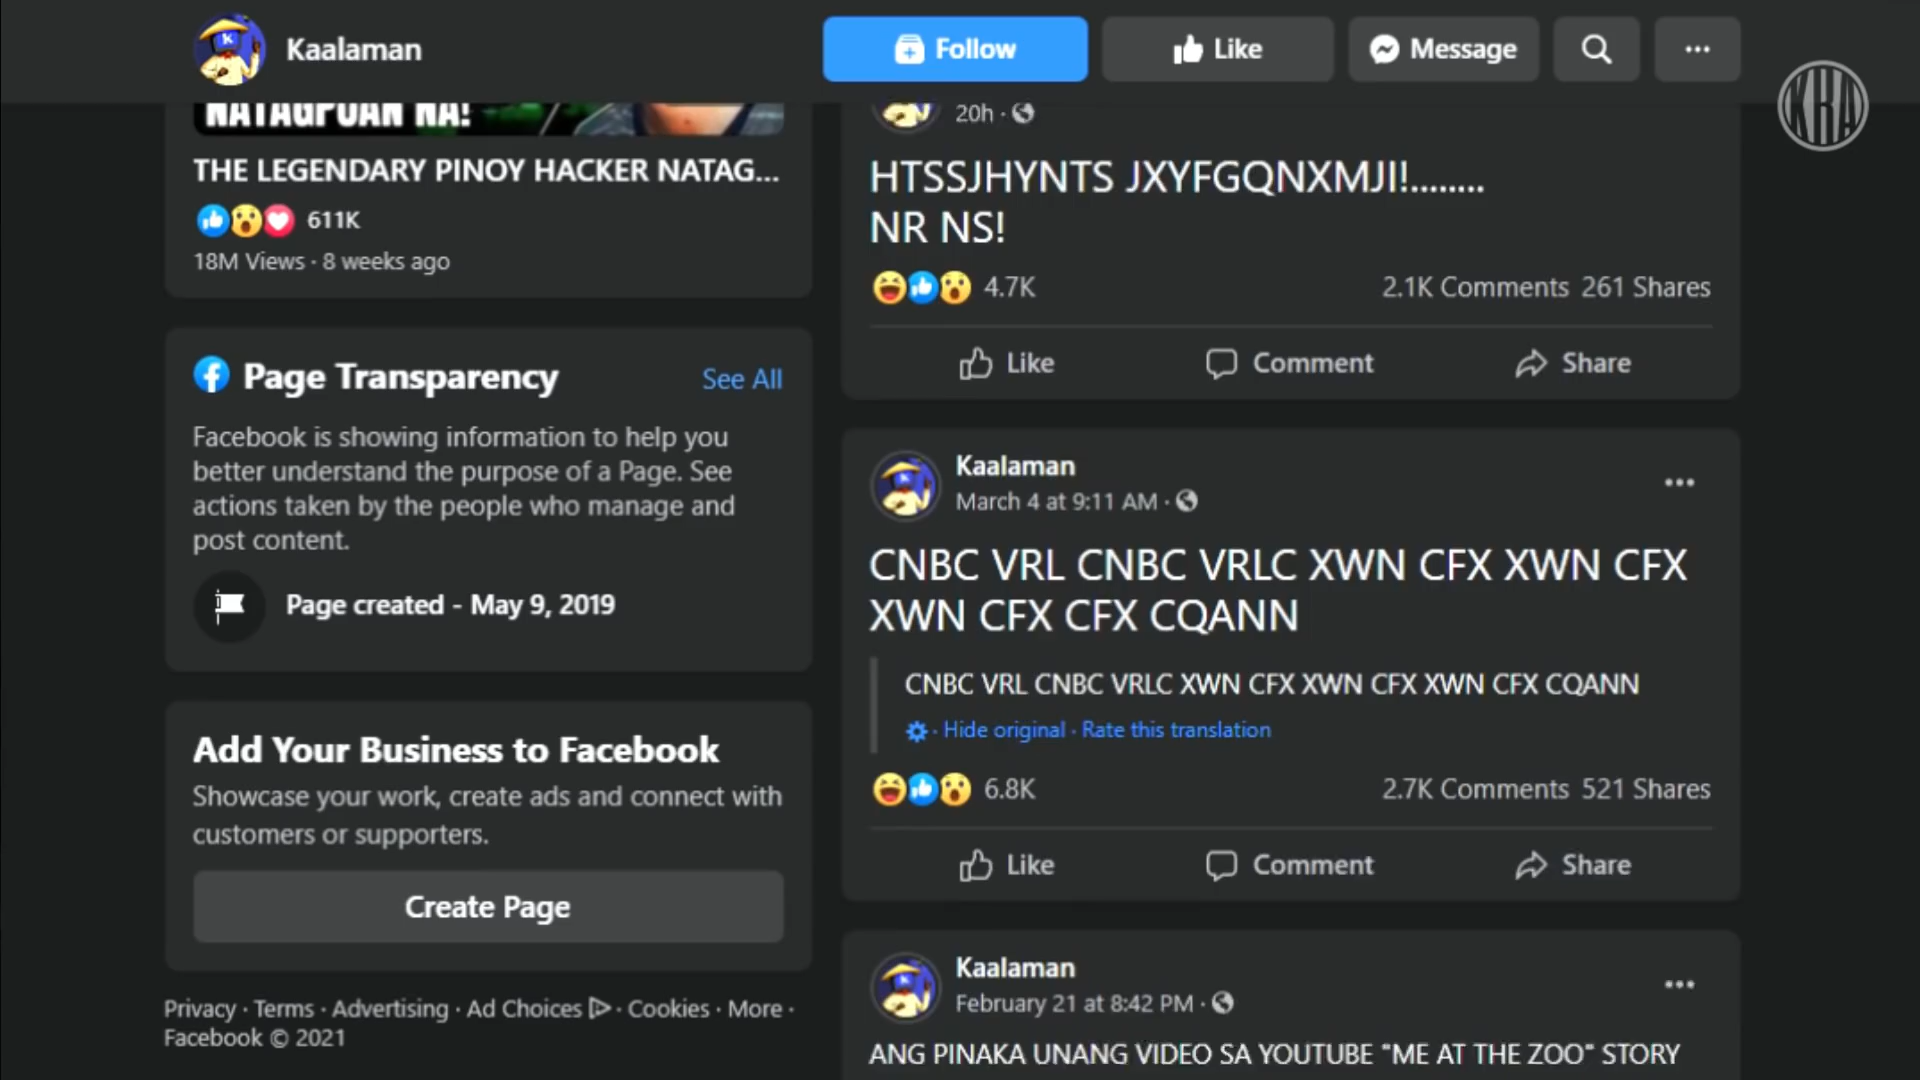 Kaalaman
Follow
Like
Message
KRA
NATAGPUAN NA!
THE LEGENDARY PINOY HACKER NATAG...
611K
18M Views · 8 weeks ago
Page Transparency
See All
Facebook is showing information to help you
better understand the purpose of a Page. See
actions taken by the people who manage and
post content.
Page created - May 9, 2019
Add Your Business to Facebook
Showcase your work, create ads and connect with
customers or supporters.
Create Page
Privacy · Terms · Advertising · Ad Choices · Cookies · More ·
Facebook © 2021
20h ·
HTSSJHYNTS JXYFGQNXMJI!........
NR NS!
4.7K
2.1K Comments 261 Shares
Like
Comment
Share
Kaalaman
March 4 at 9:11 AM ·
CNBC VRL CNBC VRLC XWN CFX XWN CFX
XWN CFX CFX CQANN
CNBC VRL CNBC VRLC XWN CFX XWN CFX XWN CFX CQANN
· Hide original · Rate this translation
6.8K
2.7K Comments 521 Shares
Like
Comment
Share
Kaalaman
February 21 at 8:42 PM ·
ANG PINAKA UNANG VIDEO SA YOUTUBE "ME AT THE ZOO" STORY